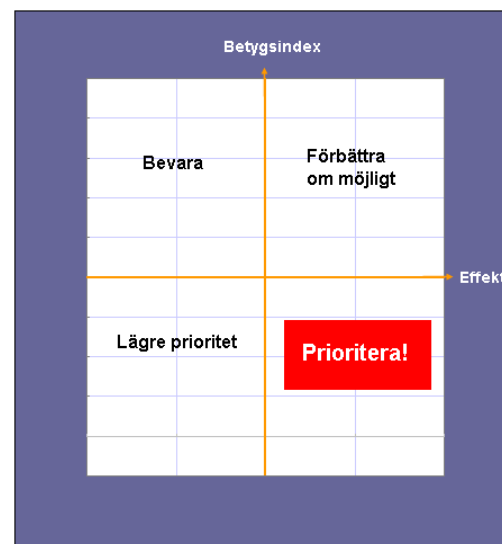 Betygsindex
Bevara
Förbättra
om möjligt
Effekt
Lägre prioritet
Prioritera!